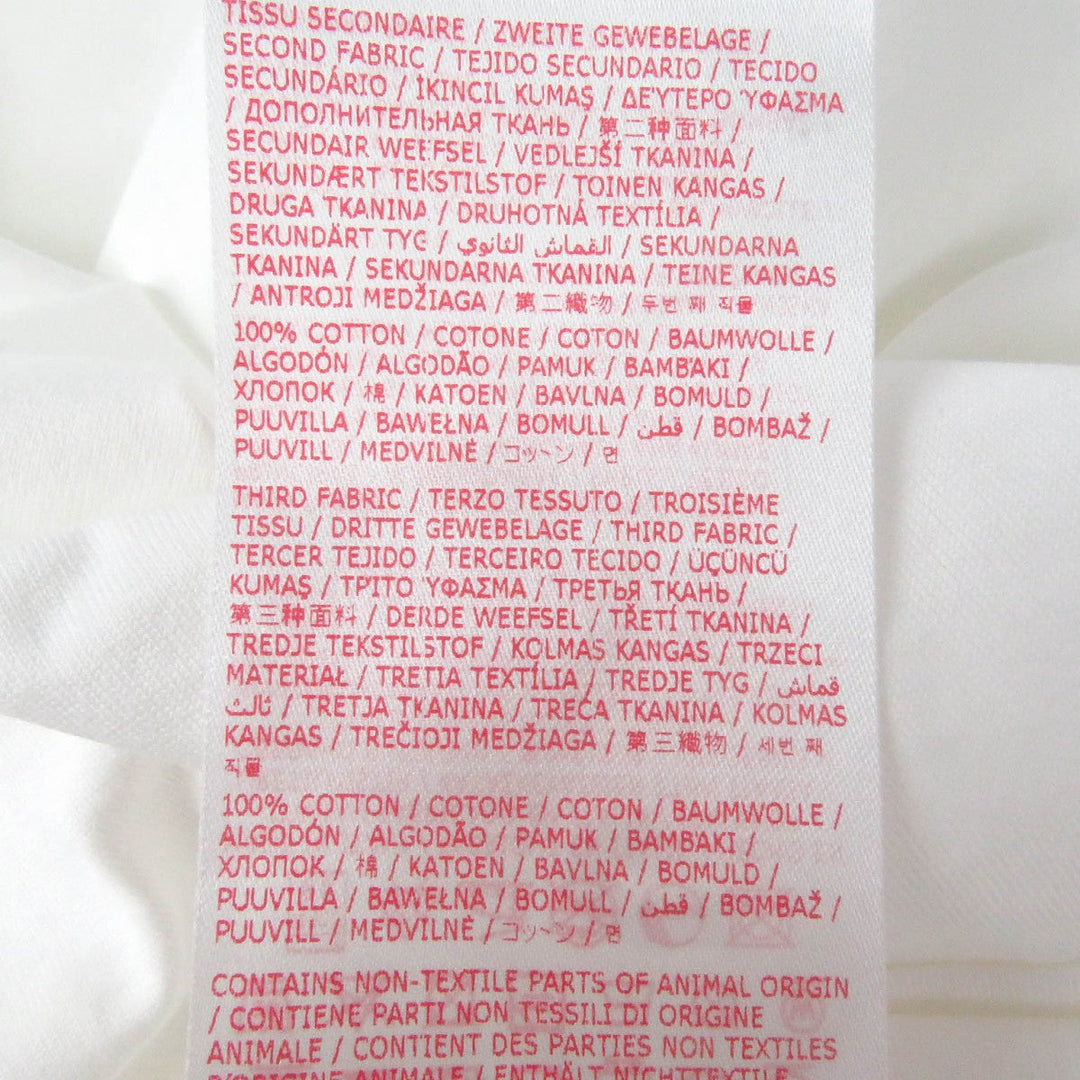 TISSU SECONDAIRE / ZWEITE GEWEBELAGE /
SECOND FABRIC / TEJIDO SECUNDARIO / TECIDO
SECUNDÁRIO / İKINCIL KUMAŞ / ΔΕΎΤΕΡΟ ΎΦΑΣΜΑ
/ ДОПОЛНИТЕЛЬНАЯ ТКАНЬ / 第二种面料 /
SECUNDAIR WEEFSEL / VEDLEJŠÍ TKANINA /
SEKUNDÆRT TEKSTILSTOF / TOINEN KANGAS /
DRUGA TKANINA / DRUHOTNÁ TEXTÍLIA /
SEKUNDÄRT TYG / القماش الثانوي / SEKUNDARNA
TKANINA / SEKUNDARNA TKANINA / TEINE KANGAS
/ ANTROJI MEDŽIAGA / 第二織物 / 두번 째 직물
100% COTTON / COTONE / COTON / BAUMWOLLE /
ALGODÓN / ALGODÃO / PAMUK / ΒΑΜΒΆΚΙ /
ХЛОПОК / 棉 / KATOEN / BAVLNA / BOMULD /
PUUVILLA / BAWEŁNA / BOMULL / قطن / BOMBAŽ /
PUUVILL / MEDVILNĖ / コットン / 면
THIRD FABRIC / TERZO TESSUTO / TROISIÈME
TISSU / DRITTE GEWEBELAGE / THIRD FABRIC /
TERCER TEJIDO / TERCEIRO TECIDO / ÜÇÜNCÜ
KUMAŞ / ΤΡΊΤΟ ΎΦΑΣΜΑ / ТРЕТЬЯ ТКАНЬ /
第三种面料 / DERDE WEEFSEL / TŘETÍ TKANINA /
TREDJE TEKSTILSTOF / KOLMAS KANGAS / TRZECI
MATERIAŁ / TRETIA TEXTÍLIA / TREDJE TYG / قماش
ثالث / TRETJA TKANINA / TREĆA TKANINA / KOLMAS
KANGAS / TREČIOJI MEDŽIAGA / 第三織物 / 세번 째
직물
100% COTTON / COTONE / COTON / BAUMWOLLE /
ALGODÓN / ALGODÃO / PAMUK / ΒΑΜΒΆΚΙ /
ХЛОПОК / 棉 / KATOEN / BAVLNA / BOMULD /
PUUVILLA / BAWEŁNA / BOMULL / قطن / BOMBAŽ /
PUUVILL / MEDVILNĖ / コットン / 면
CONTAINS NON-TEXTILE PARTS OF ANIMAL ORIGIN
/ CONTIENE PARTI NON TESSILI DI ORIGINE
ANIMALE / CONTIENT DES PARTIES NON TEXTILES
D'ORIGINE ANIMALE / ENTHÄLT NICHTTEXTILE